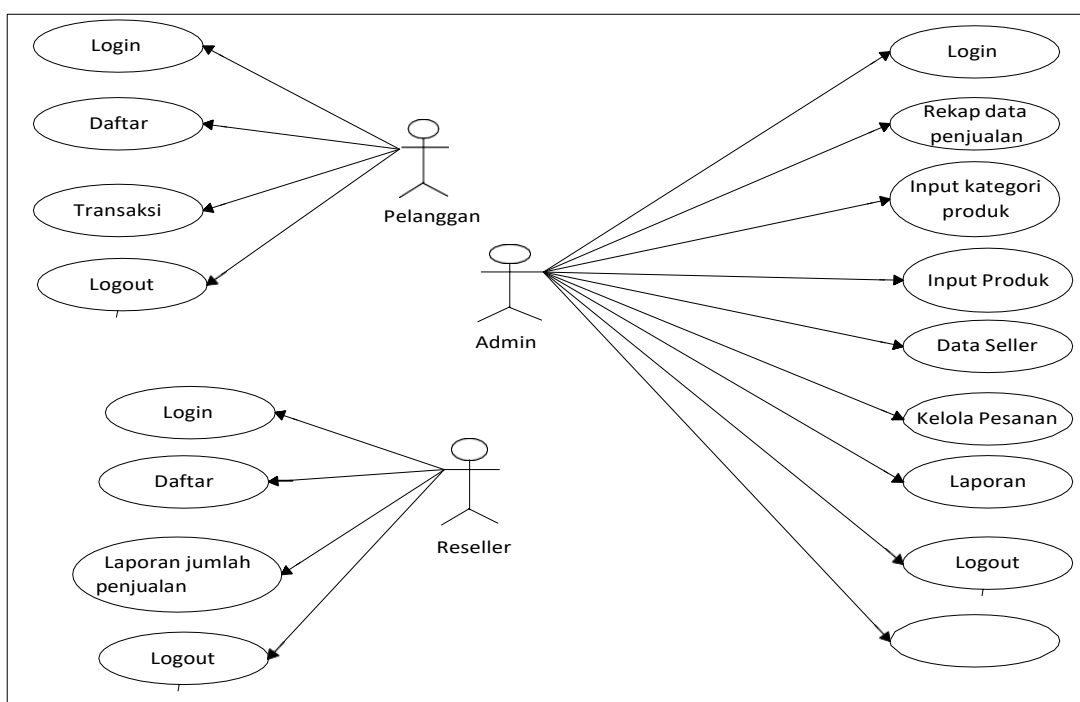 Login
Daftar
Transaksi
Logout
Pelanggan
Login
Daftar
Laporan jumlah
penjualan
Logout
Reseller
Admin
Login
Rekap data
penjualan
Input kategori
produk
Input Produk
Data Seller
Kelola Pesanan
Laporan
Logout